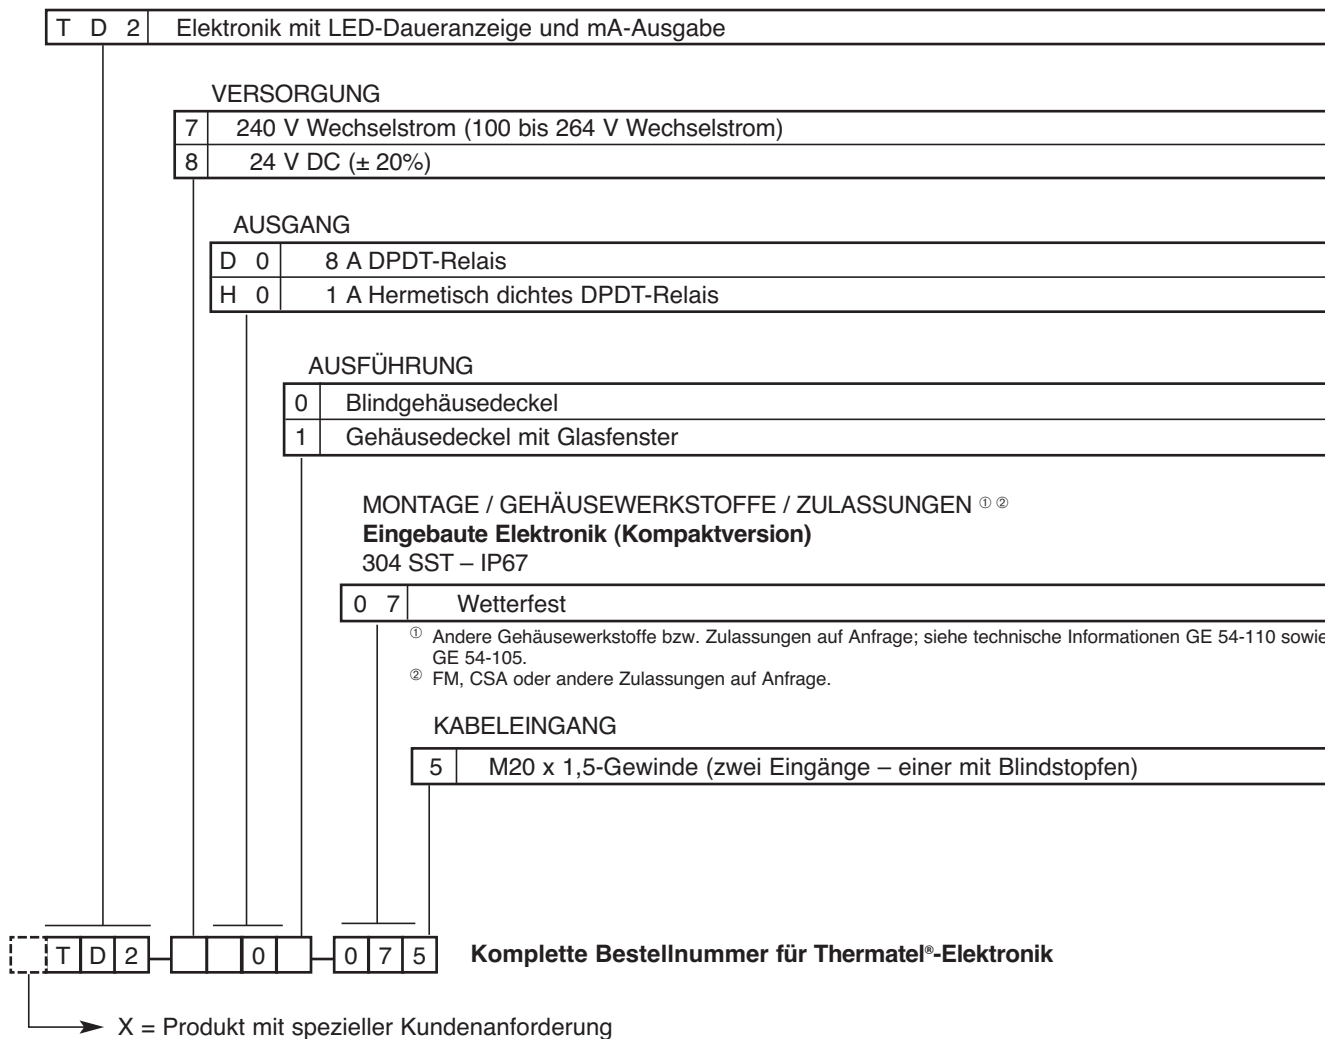 T D 2 Elektronik mit LED-Daueranzeige und mA-Ausgabe
VERSORGUNG
7 240 V Wechselstrom (100 bis 264 V Wechselstrom)
8 24 V DC (± 20%)
AUSGANG
D 0 8 A DPDT-Relais
H 0 1 A Hermetisch dichtes DPDT-Relais
AUSFÜHRUNG
0 Blindgehäusedeckel
1 Gehäusedeckel mit Glasfenster
MONTAGE / GEHÄUSEWERKSTOFFE / ZULASSUNGEN ① ②
Eingebaute Elektronik (Kompaktversion)
304 SST – IP67
0 7 Wetterfest
① Andere Gehäusewerkstoffe bzw. Zulassungen auf Anfrage; siehe technische Informationen GE 54-110 sowie
GE 54-105.
② FM, CSA oder andere Zulassungen auf Anfrage.
KABELEINGANG
5 M20 x 1,5-Gewinde (zwei Eingänge – einer mit Blindstopfen)
T D 2 – 0 – 0 7 5 Komplette Bestellnummer für Thermatel®-Elektronik
X = Produkt mit spezieller Kundenanforderung